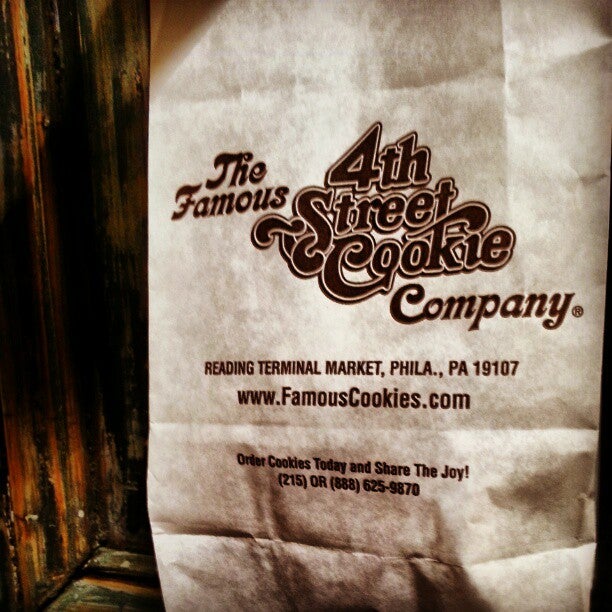 The
Famous
4th
Street
Cookie
Company®
READING TERMINAL MARKET, PHILA., PA 19107
www.FamousCookies.com
Order Cookies Today and Share The Joy!
(215) OR (888) 625-9870